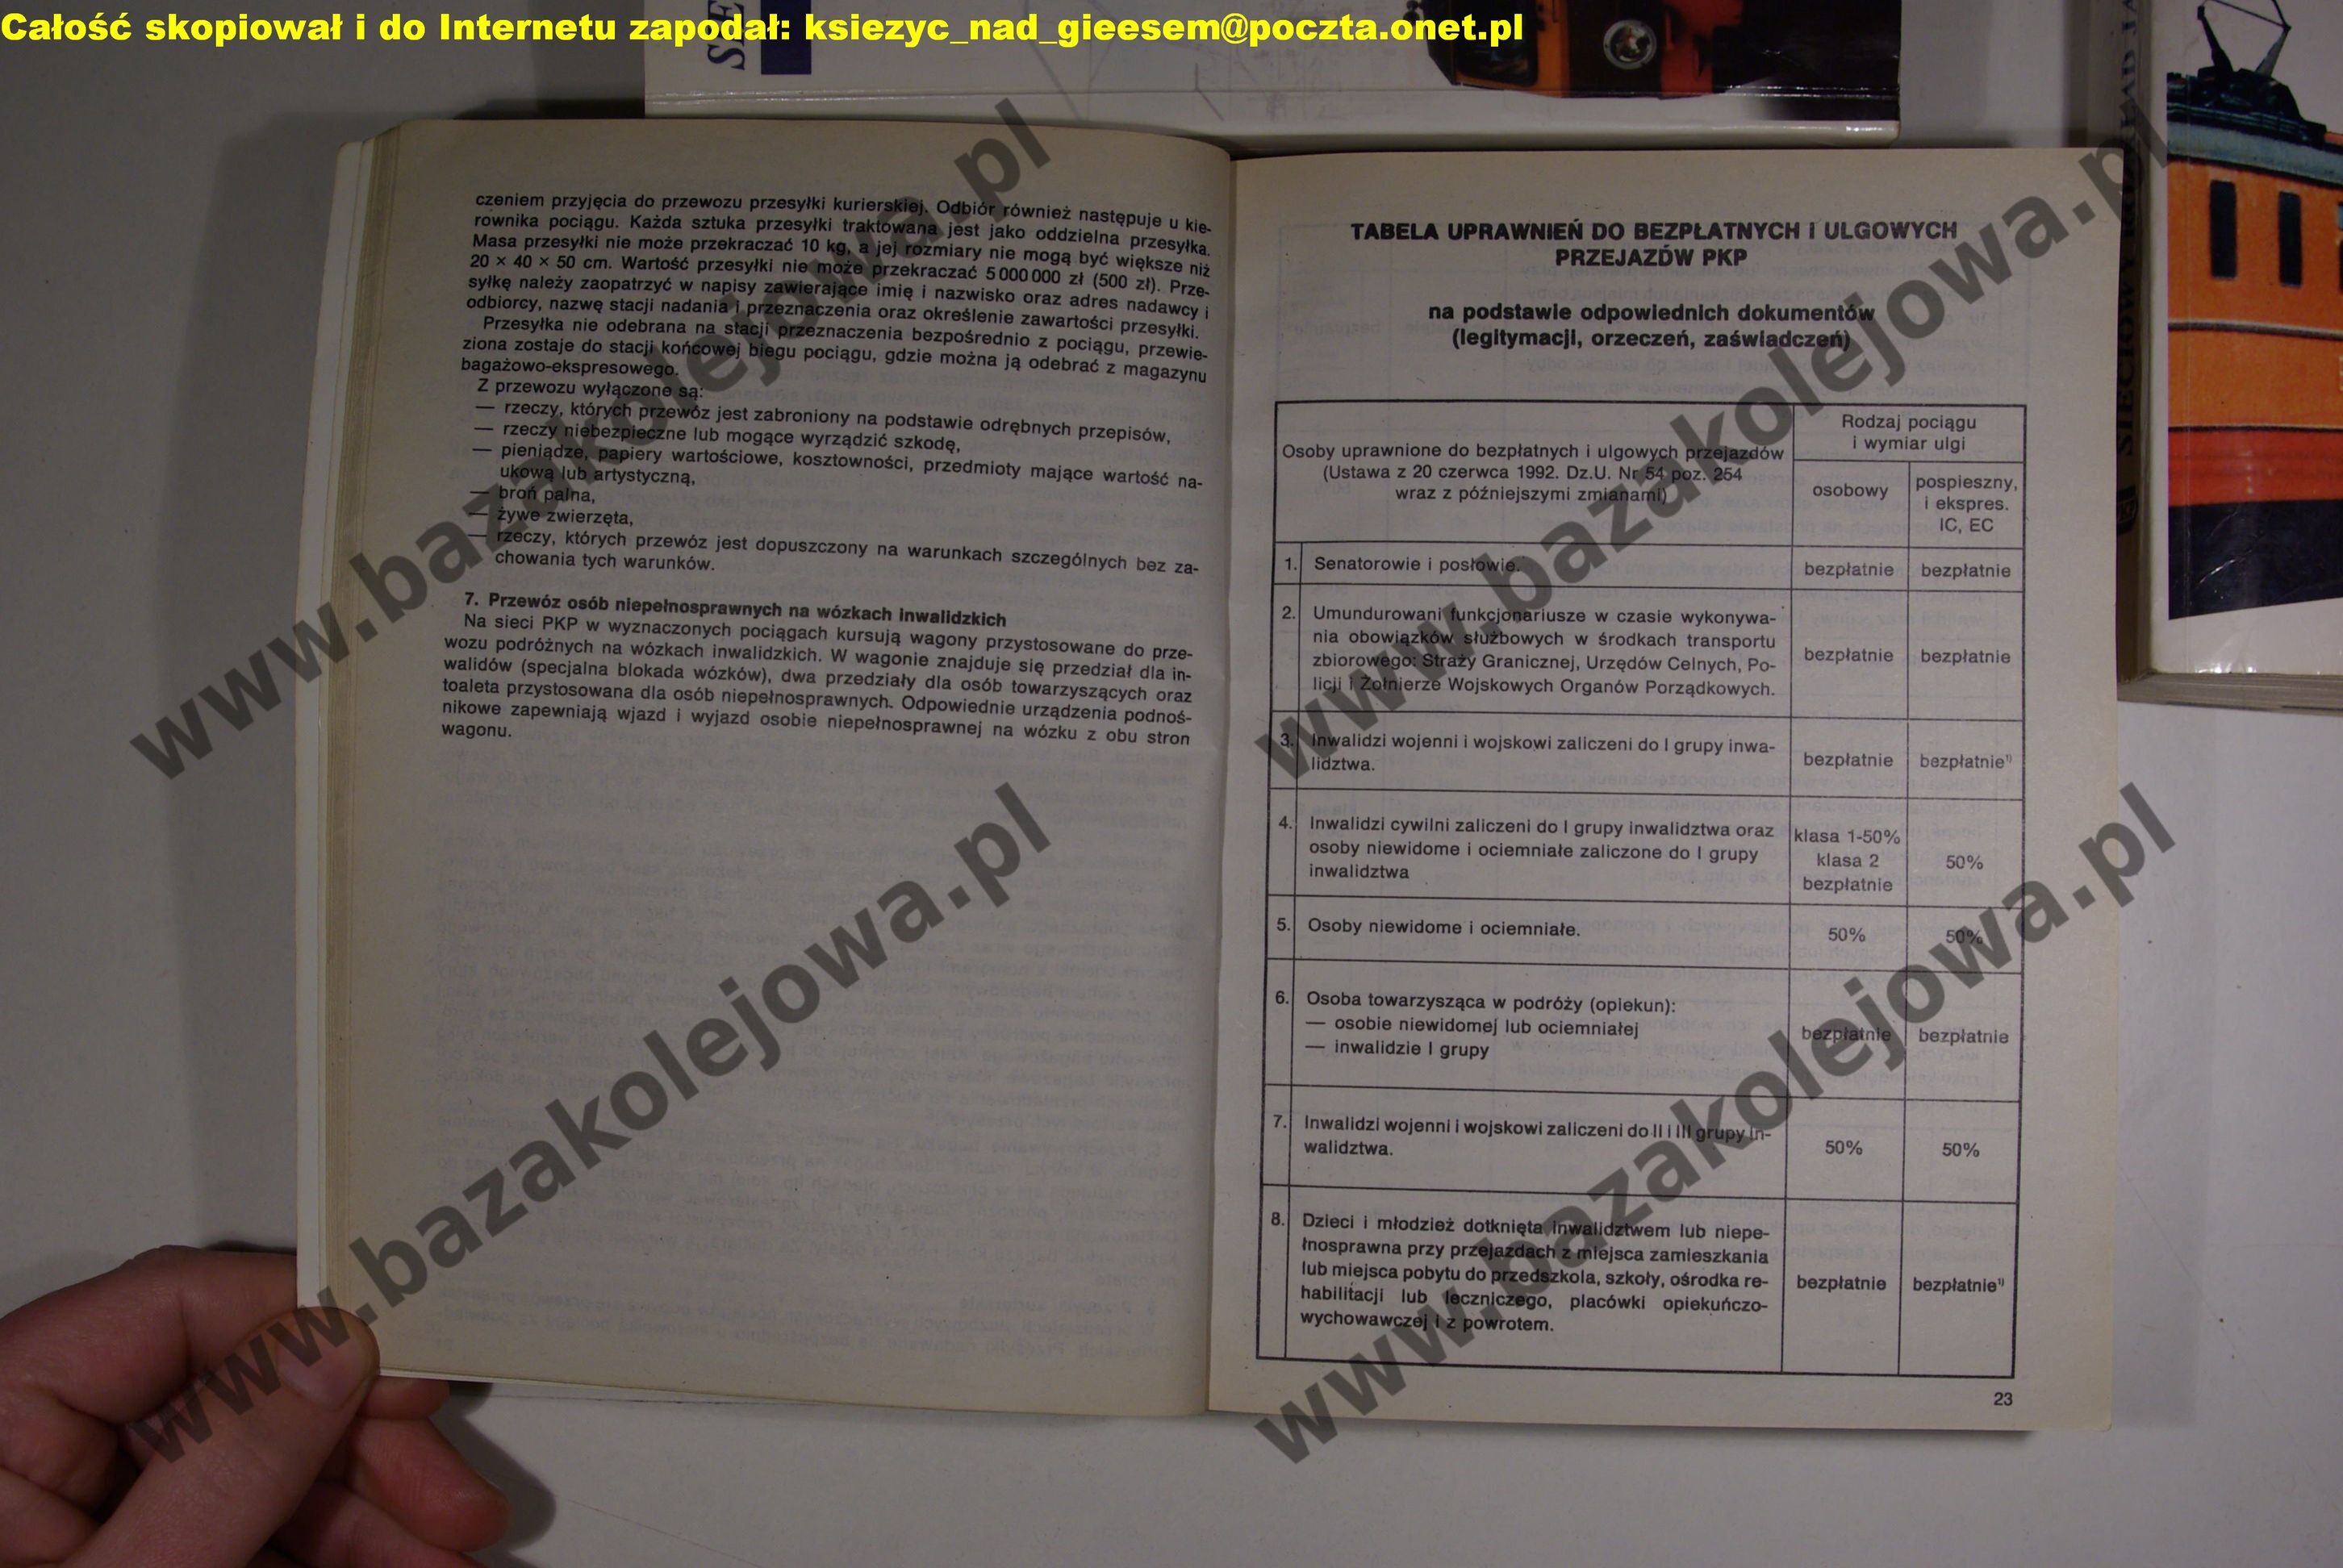 Całość skopiował i do Internetu zapodał: ksiezyc_nad_gieesem@poczta.onet.pl
czeniem przyjęcia do przewozu przesyłki kurierskiej. Odbiór również następuje u kie-
rownika pociągu. Każda sztuka przesyłki traktowana jest jako oddzielna przesyłka.
Masa przesyłki nie może przekraczać 10 kg, a jej rozmiary nie mogą być większe niż
20 × 40 × 50 cm. Wartość przesyłki nie może przekraczać 5 000 000 zł (500 zł). Prze-
syłkę należy zaopatrzyć w napisy zawierające imię i nazwisko oraz adres nadawcy i
odbiorcy, nazwę stacji nadania i przeznaczenia oraz określenie zawartości przesyłki.
Przesyłka nie odebrana na stacji przeznaczenia bezpośrednio z pociągu, przewie-
ziona zostaje do stacji końcowej biegu pociągu, gdzie można ją odebrać z magazynu
bagażowo-ekspresowego.
Z przewozu wyłączone są:
— rzeczy, których przewóz jest zabroniony na podstawie odrębnych przepisów,
— rzeczy niebezpieczne lub mogące wyrządzić szkodę,
— pieniądze, papiery wartościowe, kosztowności, przedmioty mające wartość na-
ukową lub artystyczną,
— broń palna,
— żywe zwierzęta,
— rzeczy, których przewóz jest dopuszczony na warunkach szczególnych bez za-
chowania tych warunków.
7. Przewóz osób niepełnosprawnych na wózkach inwalidzkich
Na sieci PKP w wyznaczonych pociągach kursują wagony przystosowane do prze-
wozu podróżnych na wózkach inwalidzkich. W wagonie znajduje się przedział dla in-
walidów (specjalna blokada wózków), dwa przedziały dla osób towarzyszących oraz
toaleta przystosowana dla osób niepełnosprawnych. Odpowiednie urządzenia podnoś-
nikowe zapewniają wjazd i wyjazd osobie niepełnosprawnej na wózku z obu stron
wagonu.
TABELA UPRAWNIEŃ DO BEZPŁATNYCH I ULGOWYCH
PRZEJAZDÓW PKP
na podstawie odpowiednich dokumentów
(legitymacji, orzeczeń, zaświadczeń)
Osoby uprawnione do bezpłatnych i ulgowych przejazdów
(Ustawa z 20 czerwca 1992. Dz.U. Nr 54 poz. 254
wraz z późniejszymi zmianami)
Rodzaj pociągu
i wymiar ulgi
osobowy
pospieszny,
i ekspres.
IC, EC
1. Senatorowie i posłowie. bezpłatnie bezpłatnie
2. Umundurowani funkcjonariusze w czasie wykonywa-
nia obowiązków służbowych w środkach transportu
zbiorowego: Straży Granicznej, Urzędów Celnych, Po-
licji i Żołnierze Wojskowych Organów Porządkowych.
bezpłatnie bezpłatnie
3. Inwalidzi wojenni i wojskowi zaliczeni do I grupy inwa-
lidztwa.
bezpłatnie bezpłatnie¹⁾
4. Inwalidzi cywilni zaliczeni do I grupy inwalidztwa oraz
osoby niewidome i ociemniałe zaliczone do I grupy
inwalidztwa
klasa 1-50%
klasa 2
bezpłatnie
50%
5. Osoby niewidome i ociemniałe. 50% 50%
6. Osoba towarzysząca w podróży (opiekun):
— osobie niewidomej lub ociemniałej
— inwalidzie I grupy
bezpłatnie bezpłatnie
7. Inwalidzi wojenni i wojskowi zaliczeni do II i III grupy in-
walidztwa.
50% 50%
8. Dzieci i młodzież dotknięta inwalidztwem lub niepe-
łnosprawna przy przejazdach z miejsca zamieszkania
lub miejsca pobytu do przedszkola, szkoły, ośrodka re-
habilitacji lub leczniczego, placówki opiekuńczo-
wychowawczej i z powrotem.
bezpłatnie bezpłatnie¹⁾
23
www.bazakolejowa.pl
www.bazakolejowa.pl
www.bazakolejowa.pl
www.bazakolejowa.pl